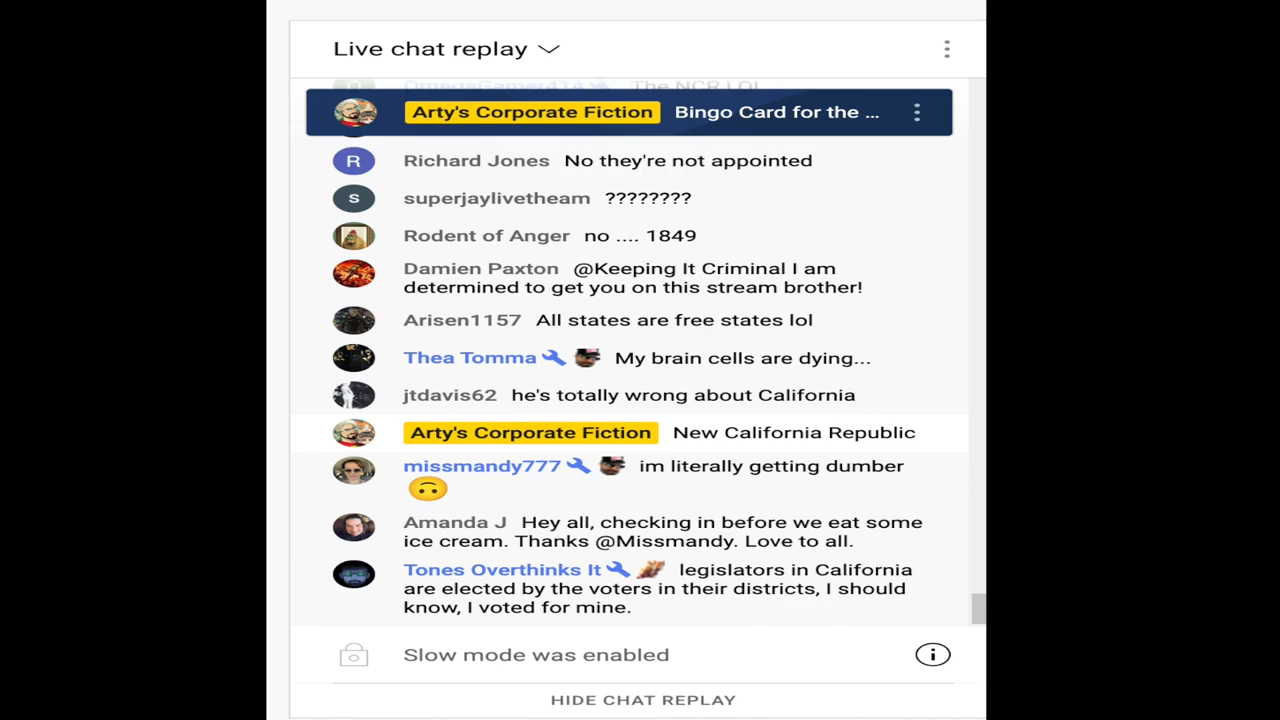 Live chat replay
OmegaGamer414 The NCR LOL
Arty's Corporate Fiction Bingo Card for the ...
R Richard Jones No they're not appointed
s superjaylivetheam ????????
Rodent of Anger no .... 1849
Damien Paxton @Keeping It Criminal I am
determined to get you on this stream brother!
Arisen1157 All states are free states lol
Thea Tomma My brain cells are dying...
jtdavis62 he's totally wrong about California
Arty's Corporate Fiction New California Republic
missmandy777 im literally getting dumber
🙃
Amanda J Hey all, checking in before we eat some
ice cream. Thanks @Missmandy. Love to all.
Tones Overthinks It legislators in California
are elected by the voters in their districts, I should
know, I voted for mine.
Slow mode was enabled
HIDE CHAT REPLAY